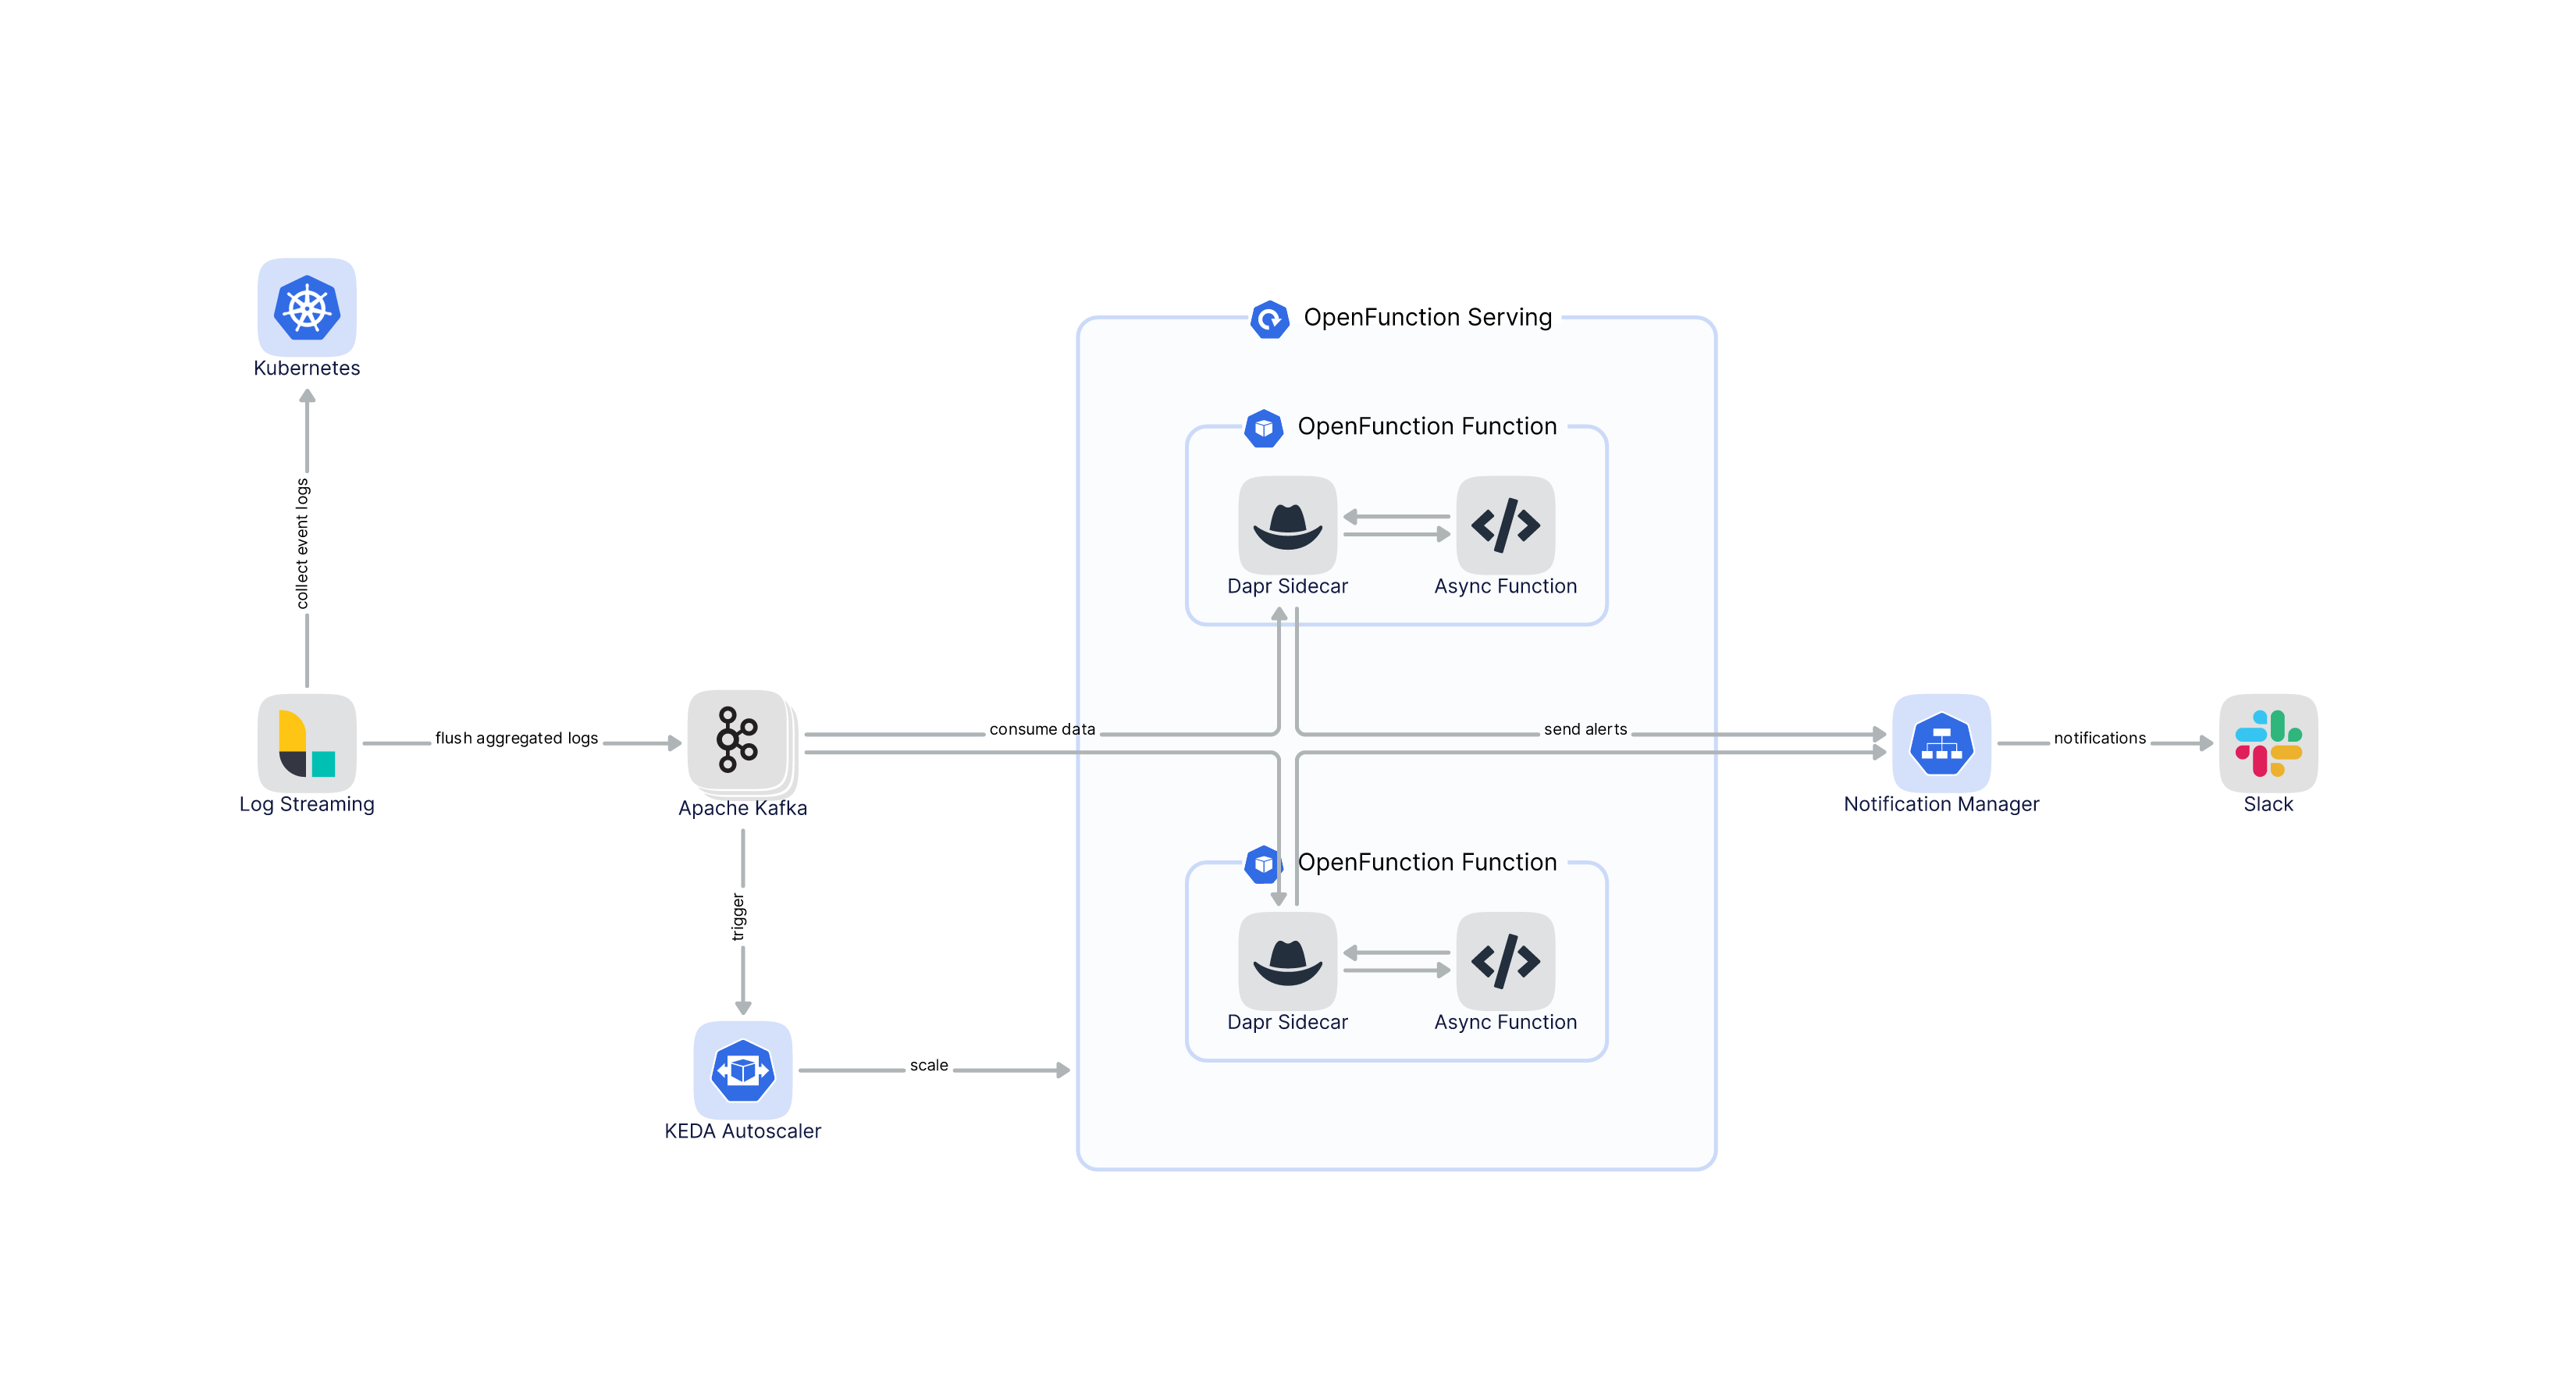 Kubernetes
collect event logs
Log Streaming
flush aggregated logs
Apache Kafka
trigger
KEDA Autoscaler
scale
consume data
OpenFunction Serving
OpenFunction Function
Dapr Sidecar
Async Function
OpenFunction Function
Dapr Sidecar
Async Function
send alerts
Notification Manager
notifications
Slack